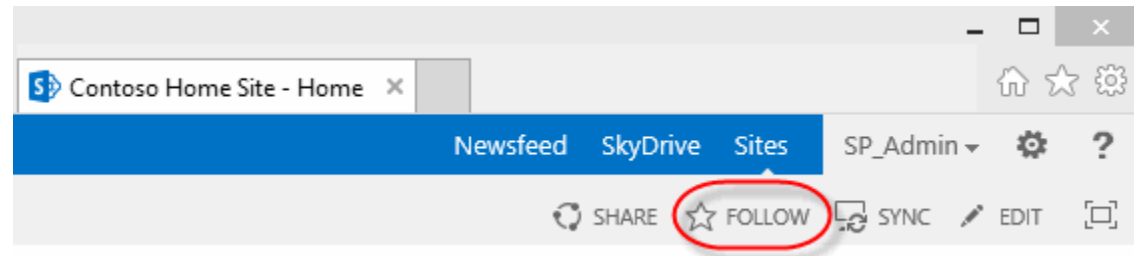 Contoso Home Site - Home
Newsfeed SkyDrive Sites SP_Admin ?
SHARE FOLLOW SYNC EDIT